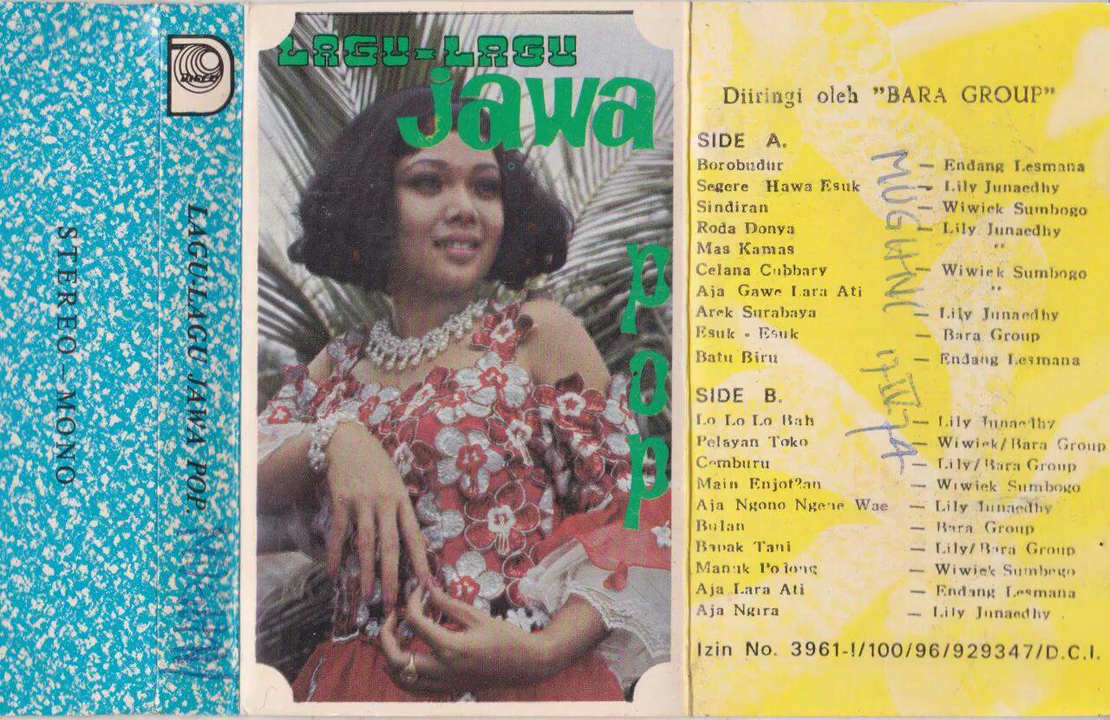 STEREO - MONO
LAGU LAGU JAWA POP.
LAGU-LAGU
jawa
pop
Diiringi oleh "BARA GROUP"
SIDE A.
Borobudur — Endang Lesmana
Segere Hawa Esuk — Lily Junaedhy
Sindiran — Wiwiek Sumbogo
Roda Donya — Lily Junaedhy
Mas Kamas — "
Celana Cubbary — Wiwiek Sumbogo
Aja Gawe Lara Ati — "
Arek Surabaya — Lily Junaedhy
Esuk - Esuk — Bara Group
Batu Biru — Endang Lesmana
SIDE B.
Lo Lo Lo Bah — Lily Junaedhy
Pelayan Toko — Wiwiek/Bara Group
Cemburu — Lily/Bara Group
Main — Wiwiek Sumbogo
Aja Ngono Ngene Wae — Lily Junaedhy
Bulan — Bara Group
Bapak Tani — Lily/Bara Group
Manuk — Wiwiek Sumbogo
Aja Lara Ati — Endang Lesmana
Aja Ngira — Lily Junaedhy
Izin No. 3961-!/100/96/929347/D.C.I.